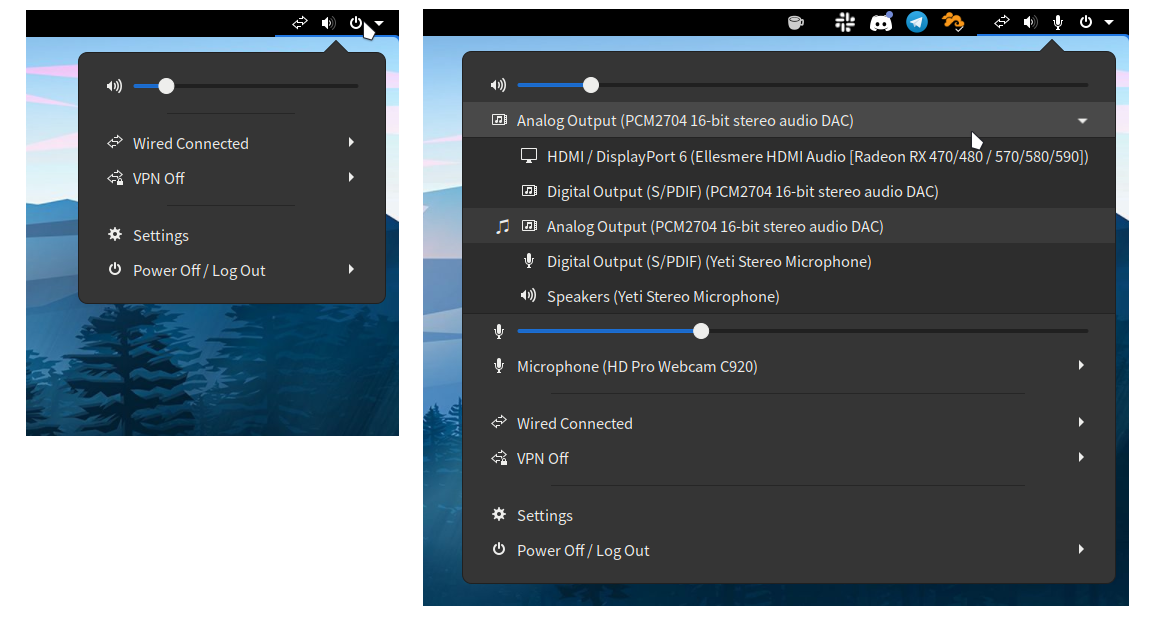 Wired Connected
VPN Off
Settings
Power Off / Log Out
Analog Output (PCM2704 16-bit stereo audio DAC)
HDMI / DisplayPort 6 (Ellesmere HDMI Audio [Radeon RX 470/480 / 570/580/590])
Digital Output (S/PDIF) (PCM2704 16-bit stereo audio DAC)
Analog Output (PCM2704 16-bit stereo audio DAC)
Digital Output (S/PDIF) (Yeti Stereo Microphone)
Speakers (Yeti Stereo Microphone)
Microphone (HD Pro Webcam C920)
Wired Connected
VPN Off
Settings
Power Off / Log Out